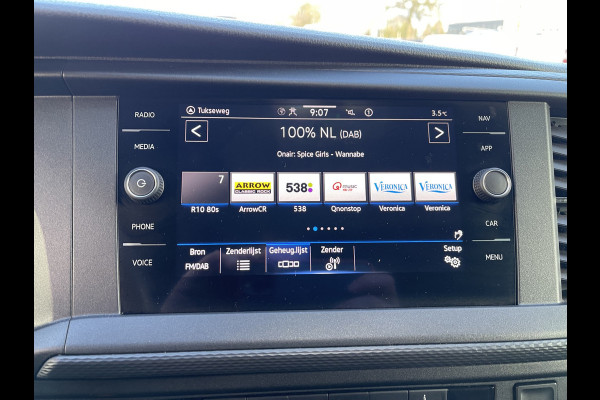 RADIO
MEDIA
PHONE
VOICE
Tukseweg
9:07
3.5°C
< 100% NL (DAB) >
Onair: Spice Girls - Wannabe
7
ARROW
CLASSIC ROCK
538
Q music
VERONICA
VERONICA
R10 80s ArrowCR 538 Qnonstop Veronica Veronica
Bron Zenderlijst Geheug.lijst Zender Setup
FM/DAB
NAV
APP
CAR
MENU